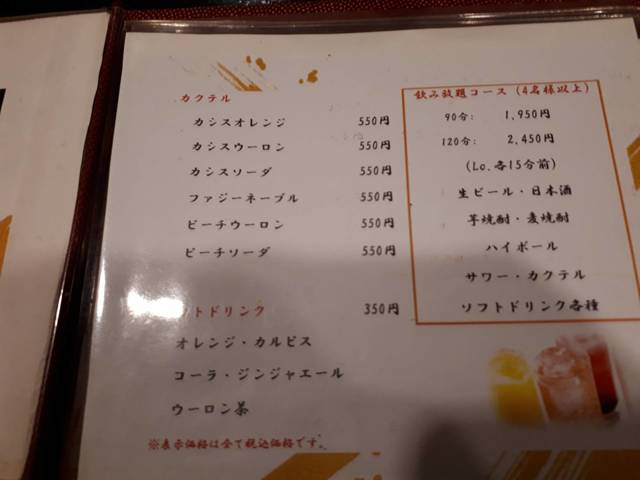 カクテル
カシスオレンジ 550円
カシスウーロン 550円
カシスソーダ 550円
ファジーネーブル 550円
ピーチウーロン 550円
ピーチソーダ 550円
フトドリンク 350円
オレンジ・カルピス
コーラ・ジンジャエール
ウーロン茶
※表示価格は全て税込価格です。
飲み放題コース (4名様以上)
90分: 1,950円
120分: 2,450円
(Lo.各15分前)
生ビール・日本酒
芋焼酎・麦焼酎
ハイボール
サワー・カクテル
ソフトドリンク各種